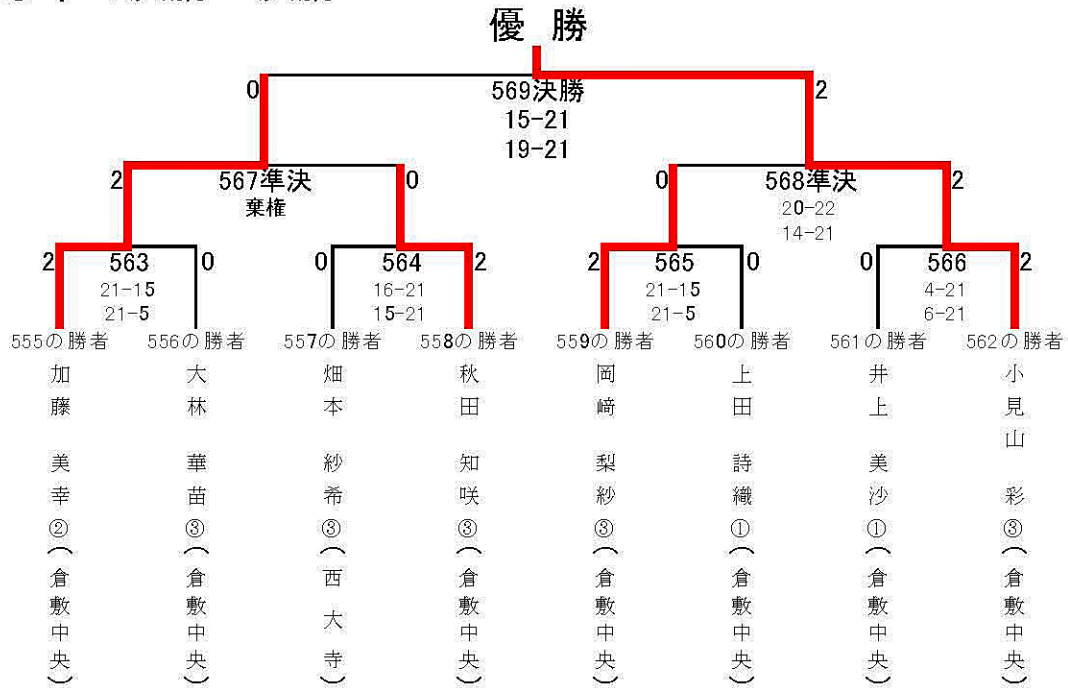 優 勝
0 2
569決勝
15-21
19-21
2 567準決 0 0 568準決 2
棄権 20-22
14-21
2 563 0 0 564 2 2 565 0 0 566 2
21-15 16-21 21-15 4-21
21-5 15-21 21-5 6-21
555の勝者 556の勝者 557の勝者 558の勝者 559の勝者 560の勝者 561の勝者 562の勝者
加藤 美幸②(倉敷中央)
大林 華苗③(倉敷中央)
畑本 紗希③(西大寺)
秋田 知咲③(倉敷中央)
岡﨑 梨紗③(倉敷中央)
上田 詩織①(倉敷中央)
井上 美沙①(倉敷中央)
小見山 彩③(倉敷中央)